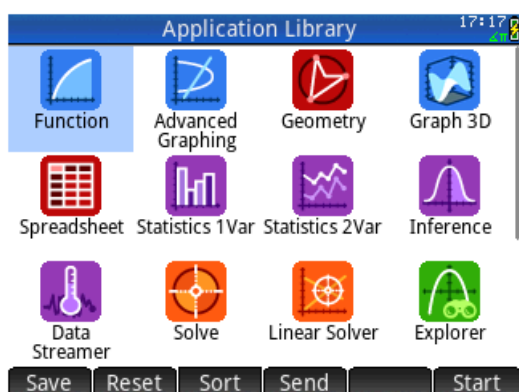 Application Library
17:17
∡π
Function
Advanced
Graphing
Geometry
Graph 3D
Spreadsheet
Statistics 1Var
Statistics 2Var
Inference
Data
Streamer
Solve
Linear Solver
Explorer
Save
Reset
Sort
Send
Start